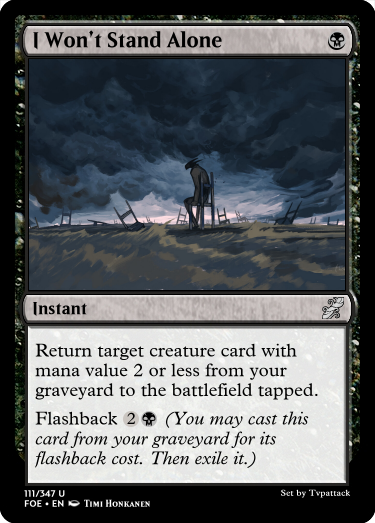 I Won't Stand Alone
Instant
Return target creature card with
mana value 2 or less from your
graveyard to the battlefield tapped.
Flashback 2 (You may cast this
card from your graveyard for its
flashback cost. Then exile it.)
111/347 U
FOE • EN Timi Honkanen
Set by Tvpattack